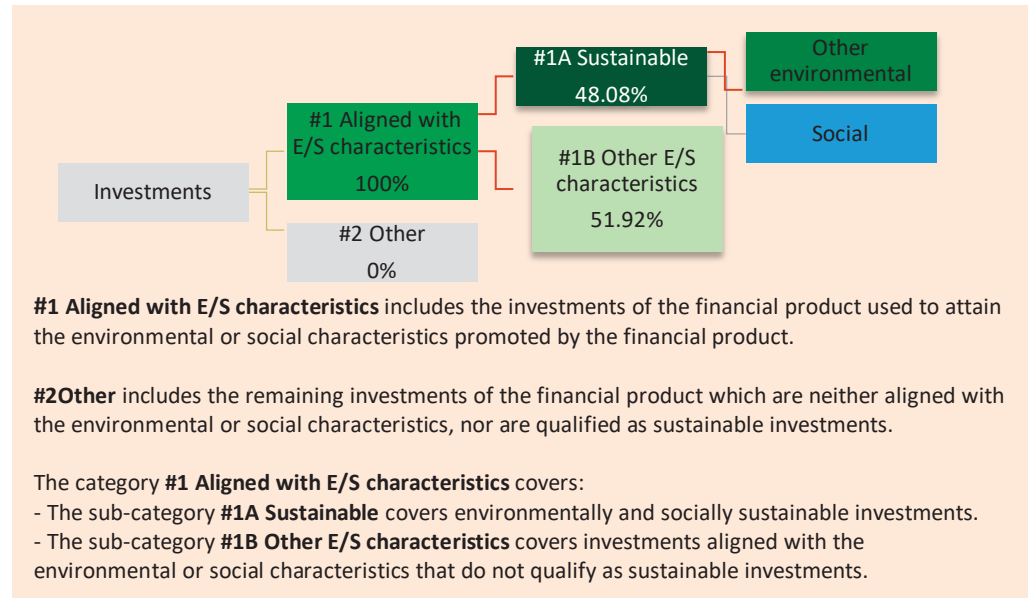 Investments
#1 Aligned with
E/S characteristics
100%
#2 Other
0%
#1A Sustainable
48.08%
#1B Other E/S
characteristics
51.92%
Other
environmental
Social
#1 Aligned with E/S characteristics includes the investments of the financial product used to attain
the environmental or social characteristics promoted by the financial product.
#2Other includes the remaining investments of the financial product which are neither aligned with
the environmental or social characteristics, nor are qualified as sustainable investments.
The category #1 Aligned with E/S characteristics covers:
- The sub-category #1A Sustainable covers environmentally and socially sustainable investments.
- The sub-category #1B Other E/S characteristics covers investments aligned with the
environmental or social characteristics that do not qualify as sustainable investments.